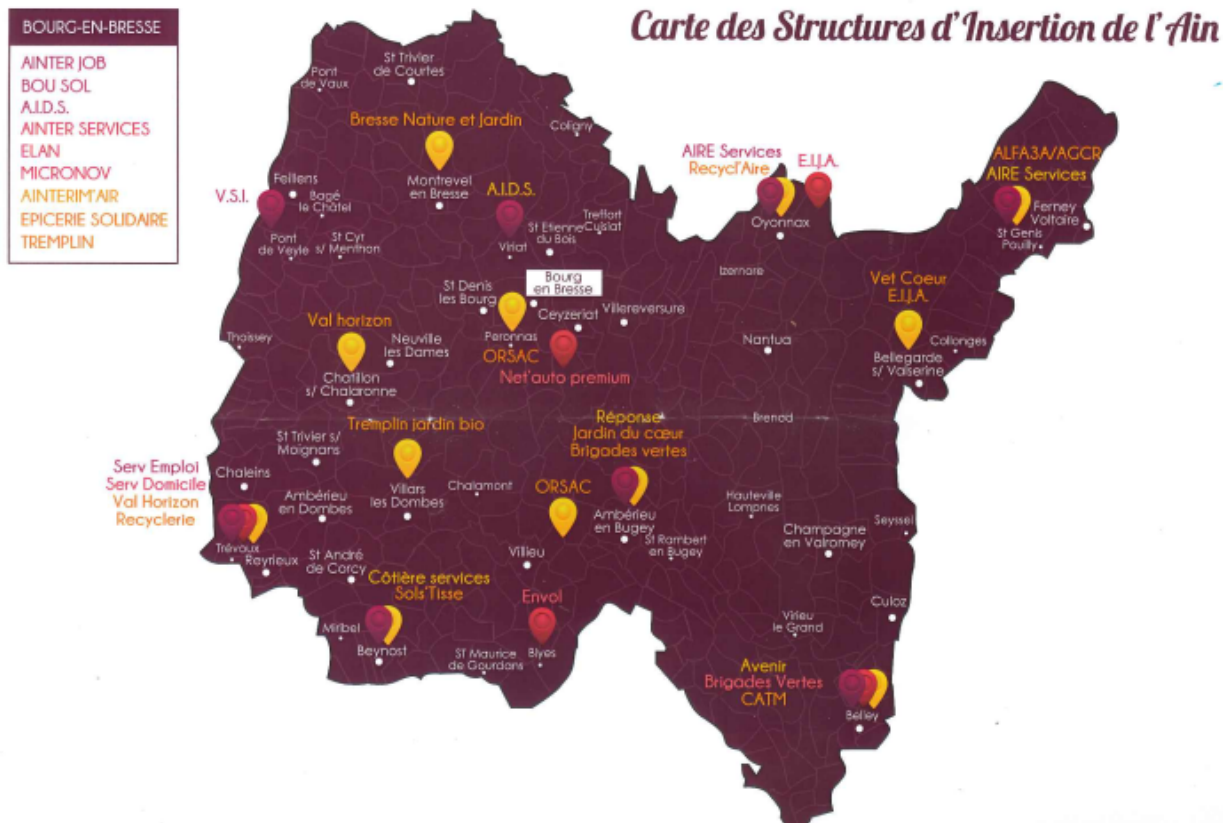 Carte des Structures d'Insertion de l'Ain
BOURG-EN-BRESSE
AINTER JOB
BOU SOL
A.I.D.S.
AINTER SERVICES
ELAN
MICRONOV
AINTERIM'AIR
EPICERIE SOLIDAIRE
TREMPLIN
Pont
de Vaux
St Trivier
de Courtes
Bresse Nature et Jardin
Coligny
Montrevel
en Bresse
V.S.I.
Feillens
Bagé
le Châtel
Pont
de Veyle
St Cyr
s/ Menthon
A.I.D.S.
Viriat
St Etienne
du Bois
Treffort
Cuisiat
AIRE Services
Recycl'Aire
E.I.J.A.
Oyonnax
ALFA3A/AGCR
AIRE Services
Ferney
Voltaire
St Genis
Pouilly
Izernore
Vet Coeur
E.I.J.A.
Collonges
Bellegarde
s/ Valserine
Bourg
en Bresse
St Denis
les Bourg
Ceyzeriat
Villereversure
Peronnas
ORSAC
Net'auto premium
Nantua
Thoissey
Val horizon
Neuville
les Dames
Chatillon
s/ Chalaronne
Brenod
Tremplin jardin bio
Villars
les Dombes
Chalamont
Réponse
Jardin du cœur
Brigades vertes
Ambérieu
en Bugey
ORSAC
St Rambert
en Bugey
Hauteville
Lompnes
Champagne
en Valromey
Seyssel
St Trivier s/
Moignans
Chaleins
Ambérieu
en Dombes
Serv Emploi
Serv Domicile
Val Horizon
Recyclerie
Trévoux
Reyrieux
St André
de Corcy
Villieu
Côtière services
Sols'Tisse
Miribel
Beynost
Envol
Blyes
St Maurice
de Gourdans
Virieu
le Grand
Culoz
Avenir
Brigades Vertes
CATM
Belley